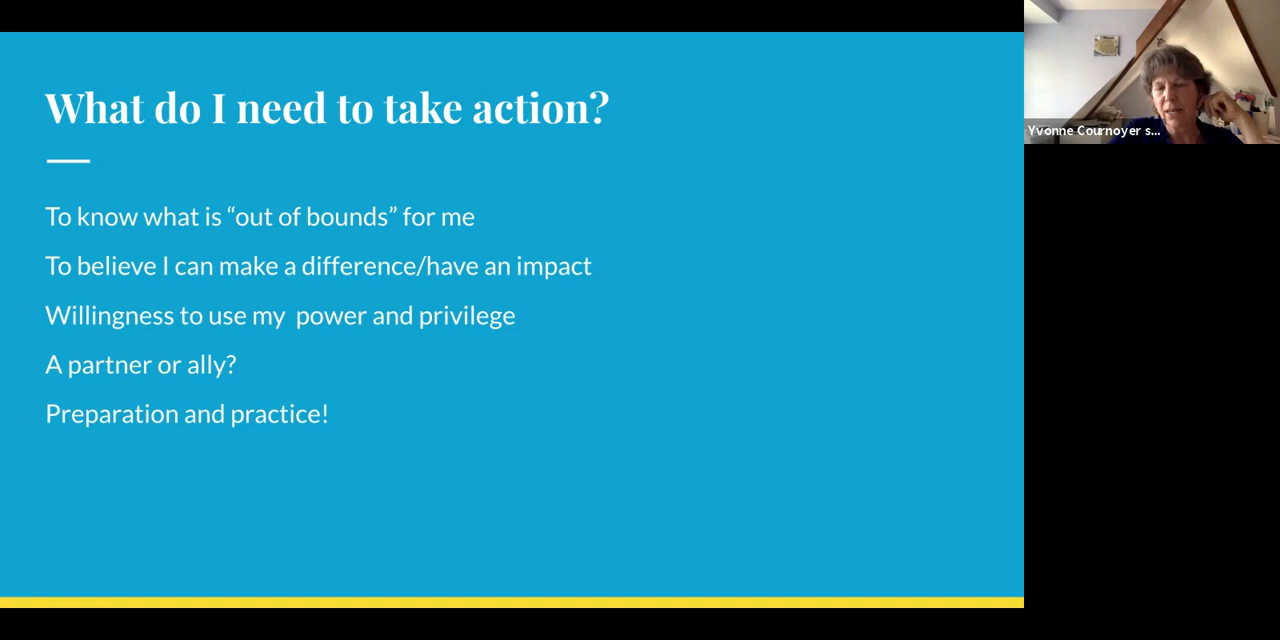 What do I need to take action?
To know what is “out of bounds” for me
To believe I can make a difference/have an impact
Willingness to use my  power and privilege
A partner or ally?
Preparation and practice!
Yvonne Cournoyer s...